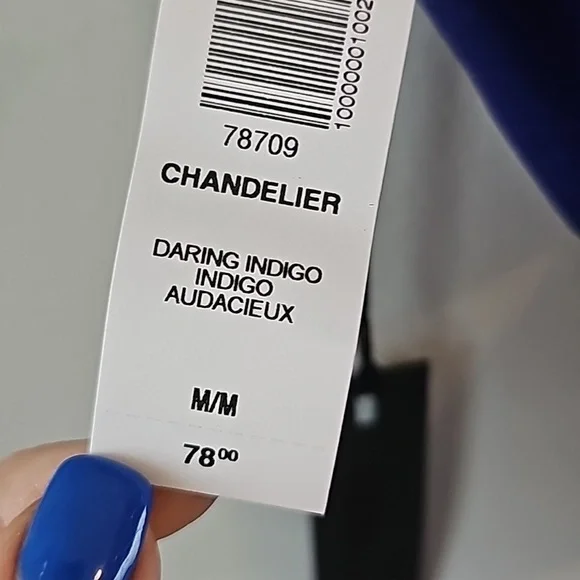 10000001002
78709
CHANDELIER
DARING INDIGO
INDIGO
AUDACIEUX
M/M
78⁰⁰